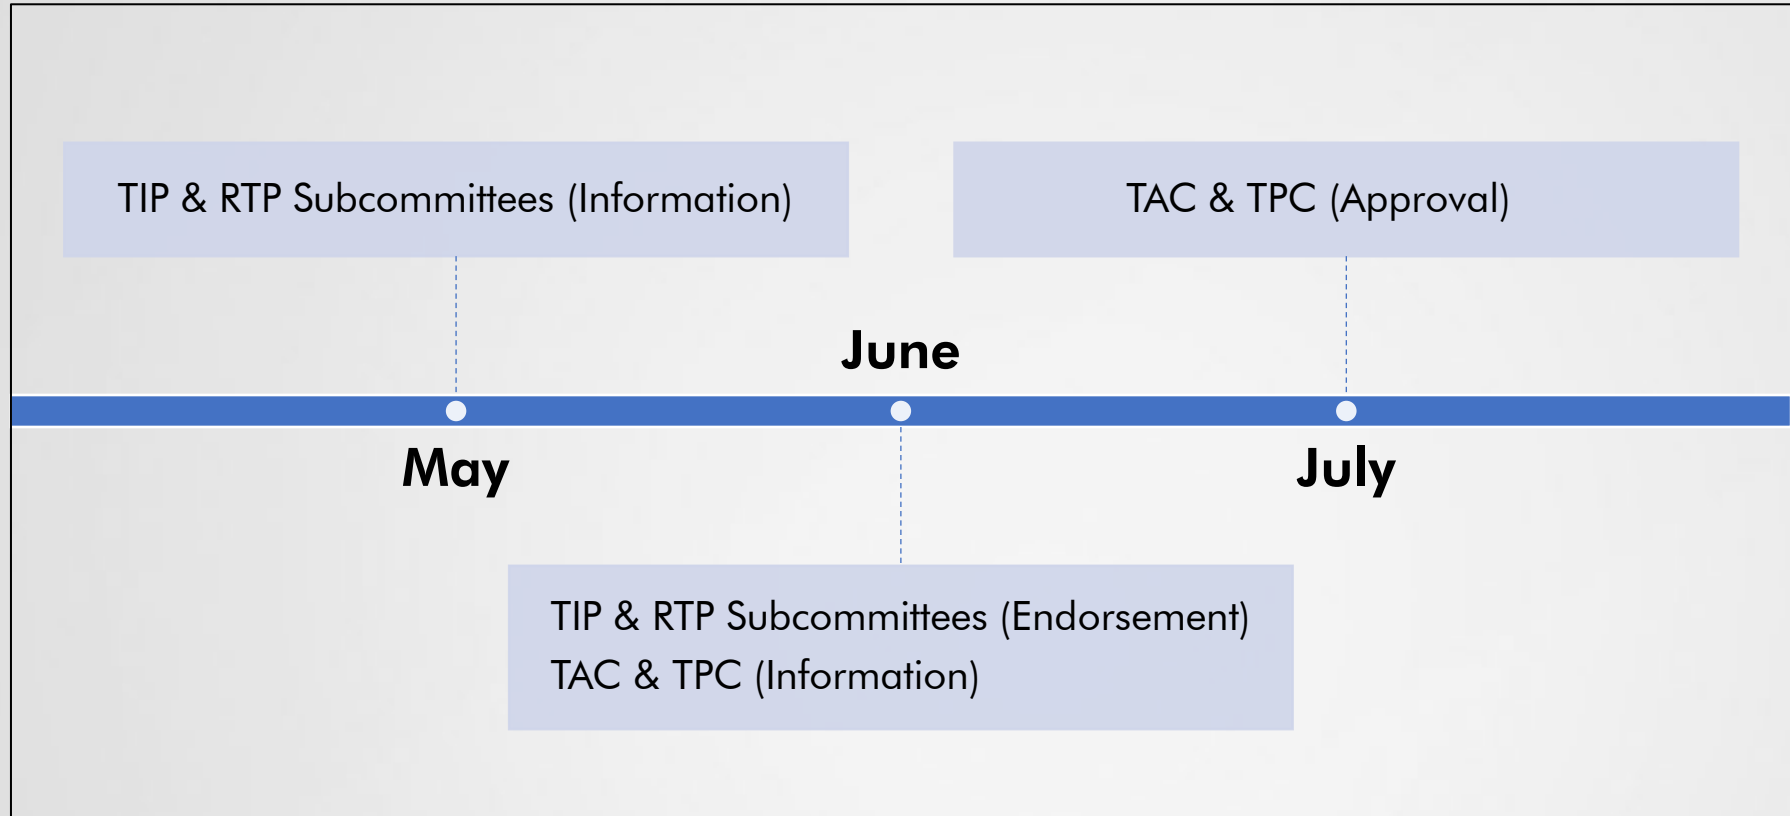 TIP & RTP Subcommittees (Information)
TAC & TPC (Approval)
June
May
July
TIP & RTP Subcommittees (Endorsement)
TAC & TPC (Information)